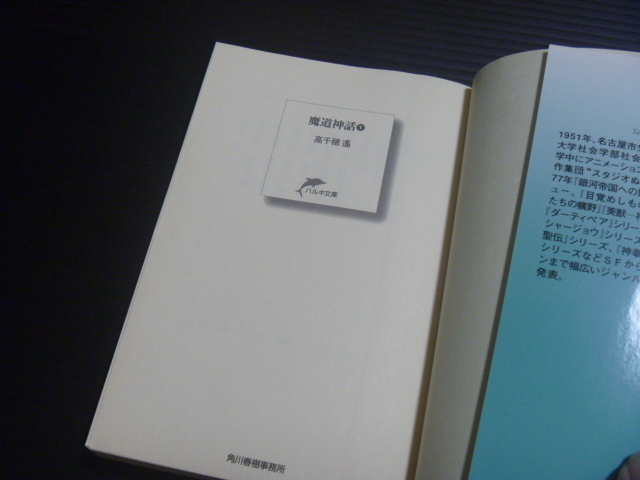 魔道神話❶
高千穂 遙
ハルキ文庫
角川春樹事務所
1951年、名古屋市
大学社会学部社会
学中にアニメーション
作集団“スタジオぬ
77年『銀河帝国への
ュー。『目覚めしもの
たちの曠野』『美獣―
『ダーティペア』シリー
シャージョウ』シリーズ
聖伝』シリーズ、『神拳
シリーズなどSFから
ンまで幅広いジャンル
発表。